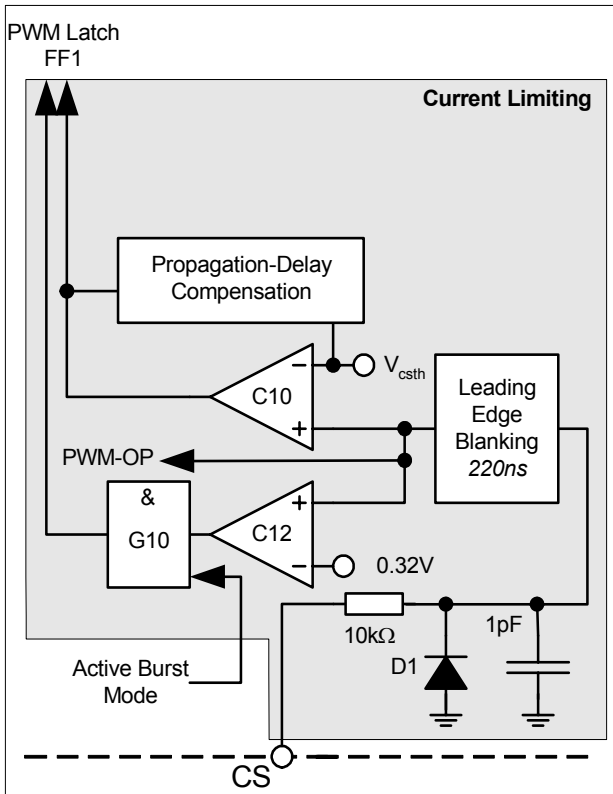 PWM Latch
FF1
Current Limiting
Propagation-Delay
Compensation
−
Vcsth
C10
+
Leading
Edge
Blanking
220ns
PWM-OP
&
G10
+
C12
−
0.32V
10kΩ
1pF
D1
Active Burst
Mode
CS